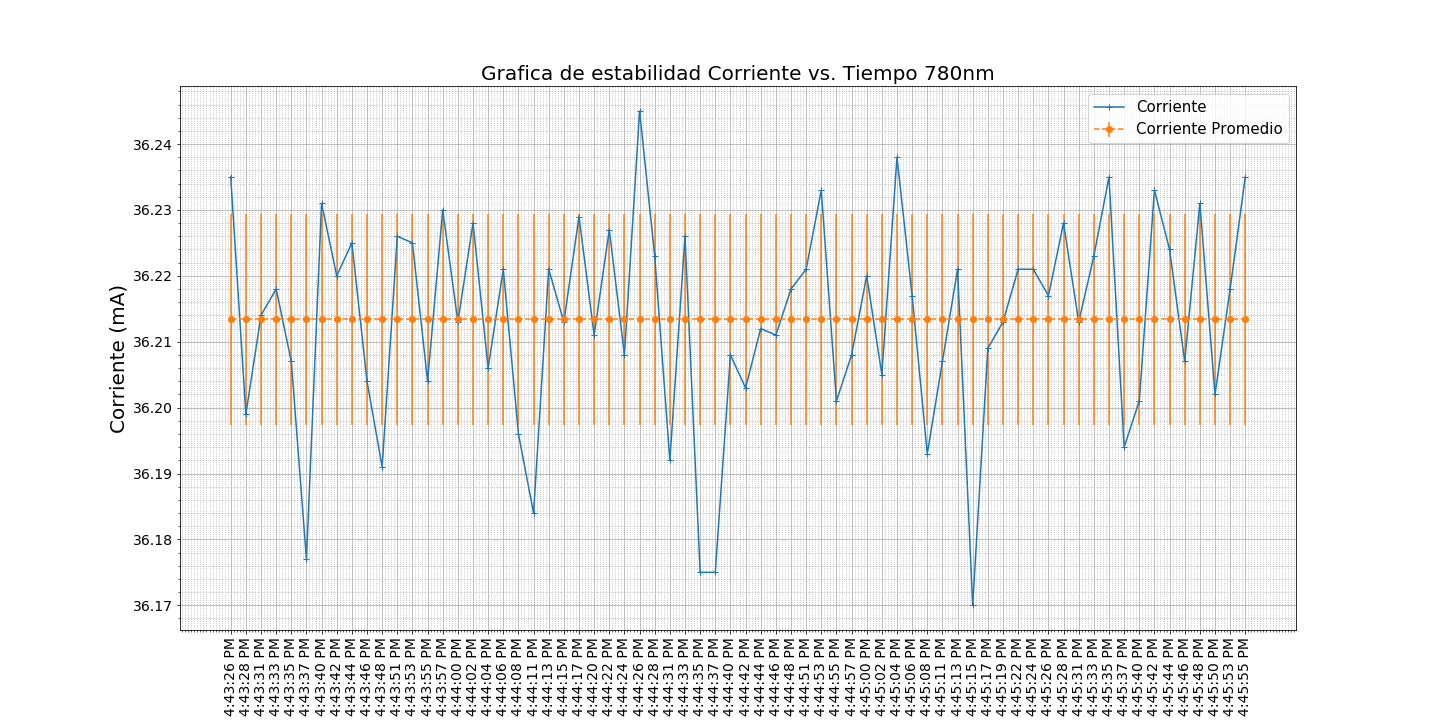 Grafica de estabilidad Corriente vs. Tiempo 780nm
Corriente
Corriente Promedio
Corriente (mA)
36.24
36.23
36.22
36.21
36.20
36.19
36.18
36.17
4:43:26 PM
4:43:28 PM
4:43:31 PM
4:43:33 PM
4:43:35 PM
4:43:37 PM
4:43:40 PM
4:43:42 PM
4:43:44 PM
4:43:46 PM
4:43:48 PM
4:43:51 PM
4:43:53 PM
4:43:55 PM
4:43:57 PM
4:44:00 PM
4:44:02 PM
4:44:04 PM
4:44:06 PM
4:44:08 PM
4:44:11 PM
4:44:13 PM
4:44:15 PM
4:44:17 PM
4:44:20 PM
4:44:22 PM
4:44:24 PM
4:44:26 PM
4:44:28 PM
4:44:31 PM
4:44:33 PM
4:44:35 PM
4:44:37 PM
4:44:40 PM
4:44:42 PM
4:44:44 PM
4:44:46 PM
4:44:48 PM
4:44:51 PM
4:44:53 PM
4:44:55 PM
4:44:57 PM
4:45:00 PM
4:45:02 PM
4:45:04 PM
4:45:06 PM
4:45:08 PM
4:45:11 PM
4:45:13 PM
4:45:15 PM
4:45:17 PM
4:45:19 PM
4:45:22 PM
4:45:24 PM
4:45:26 PM
4:45:28 PM
4:45:31 PM
4:45:33 PM
4:45:35 PM
4:45:37 PM
4:45:40 PM
4:45:42 PM
4:45:44 PM
4:45:46 PM
4:45:48 PM
4:45:50 PM
4:45:53 PM
4:45:55 PM